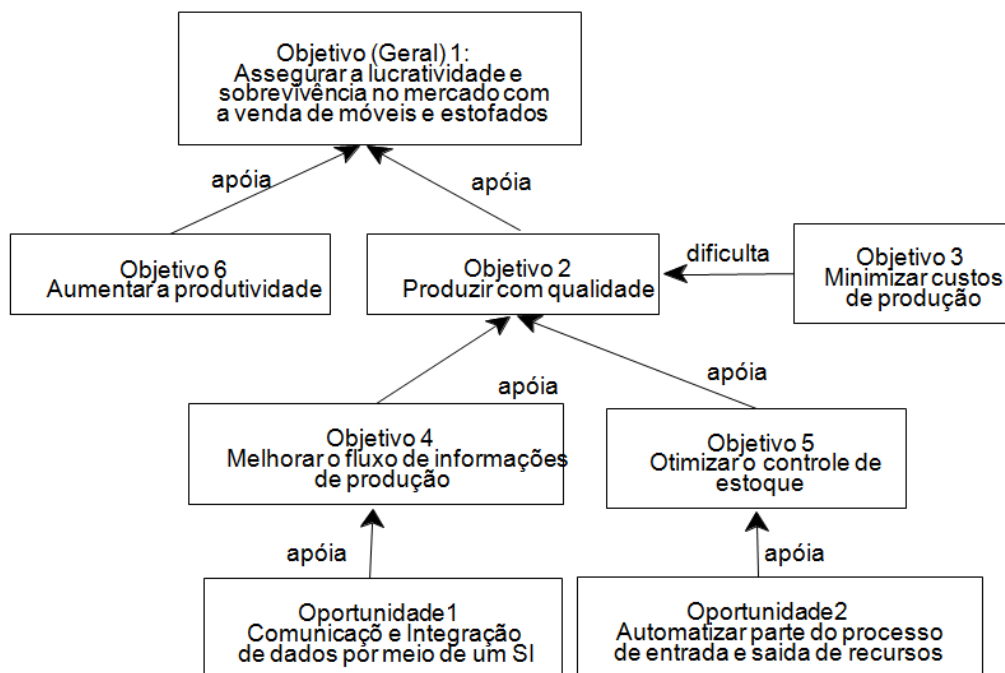 Objetivo (Geral) 1:
Assegurar a lucratividade e
sobrevivência no mercado com
a venda de móveis e estofados
apóia
apóia
Objetivo 6
Aumentar a produtividade
Objetivo 2
Produzir com qualidade
dificulta
Objetivo 3
Minimizar custos
de produção
apóia
apóia
Objetivo 4
Melhorar o fluxo de informações
de produção
Objetivo 5
Otimizar o controle de
estoque
apóia
apóia
Oportunidade1
Comunicaçõ e Integração
de dados por meio de um SI
Oportunidade2
Automatizar parte do processo
de entrada e saida de recursos